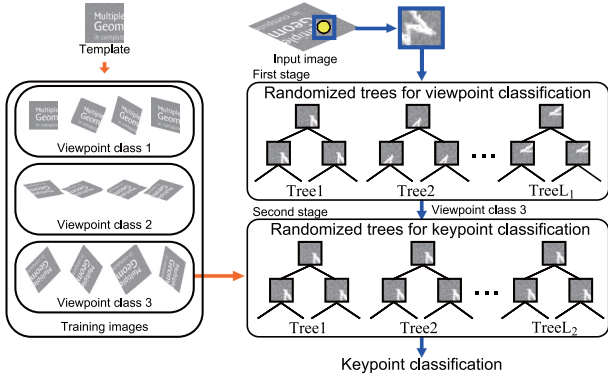 Multiple
Geom
in comput
Template
Viewpoint class 1
Viewpoint class 2
Viewpoint class 3
Training images
Input image
First stage
Randomized trees for viewpoint classification
Tree1 Tree2 TreeL1
Viewpoint class 3
Second stage
Randomized trees for keypoint classification
Tree1 Tree2 TreeL2
Keypoint classification